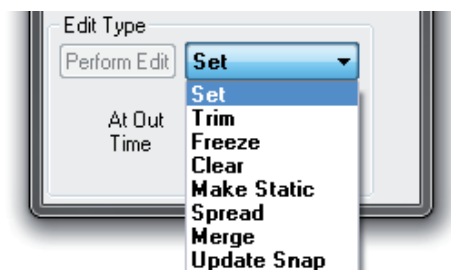 Edit Type
Perform Edit Set
Set
At Out Trim
Time Freeze
Clear
Make Static
Spread
Merge
Update Snap